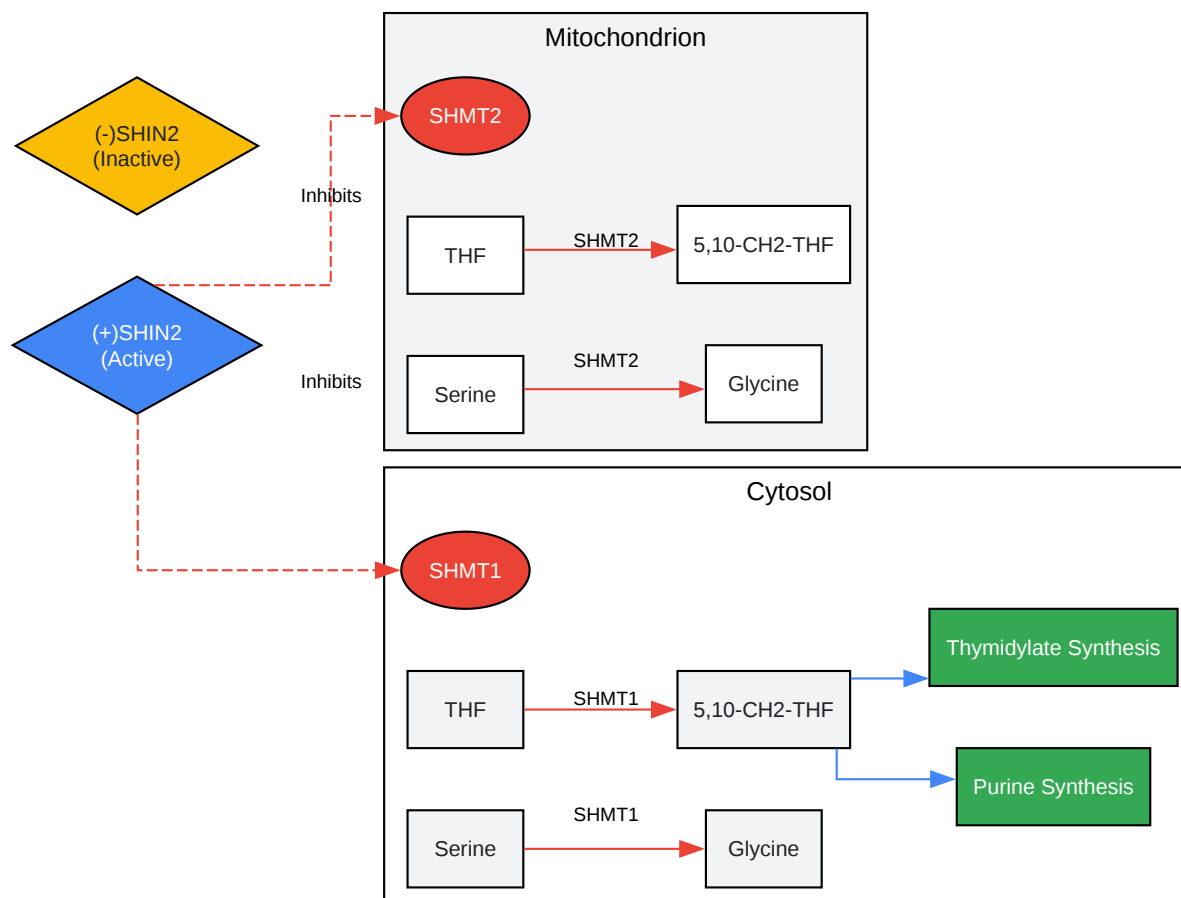 Mitochondrion
SHMT2
(-)SHIN2
(Inactive)
Inhibits
THF
SHMT2
5,10-CH2-THF
(+)SHIN2
(Active)
Inhibits
Serine
SHMT2
Glycine
Cytosol
SHMT1
Thymidylate Synthesis
THF
SHMT1
5,10-CH2-THF
Purine Synthesis
Serine
SHMT1
Glycine